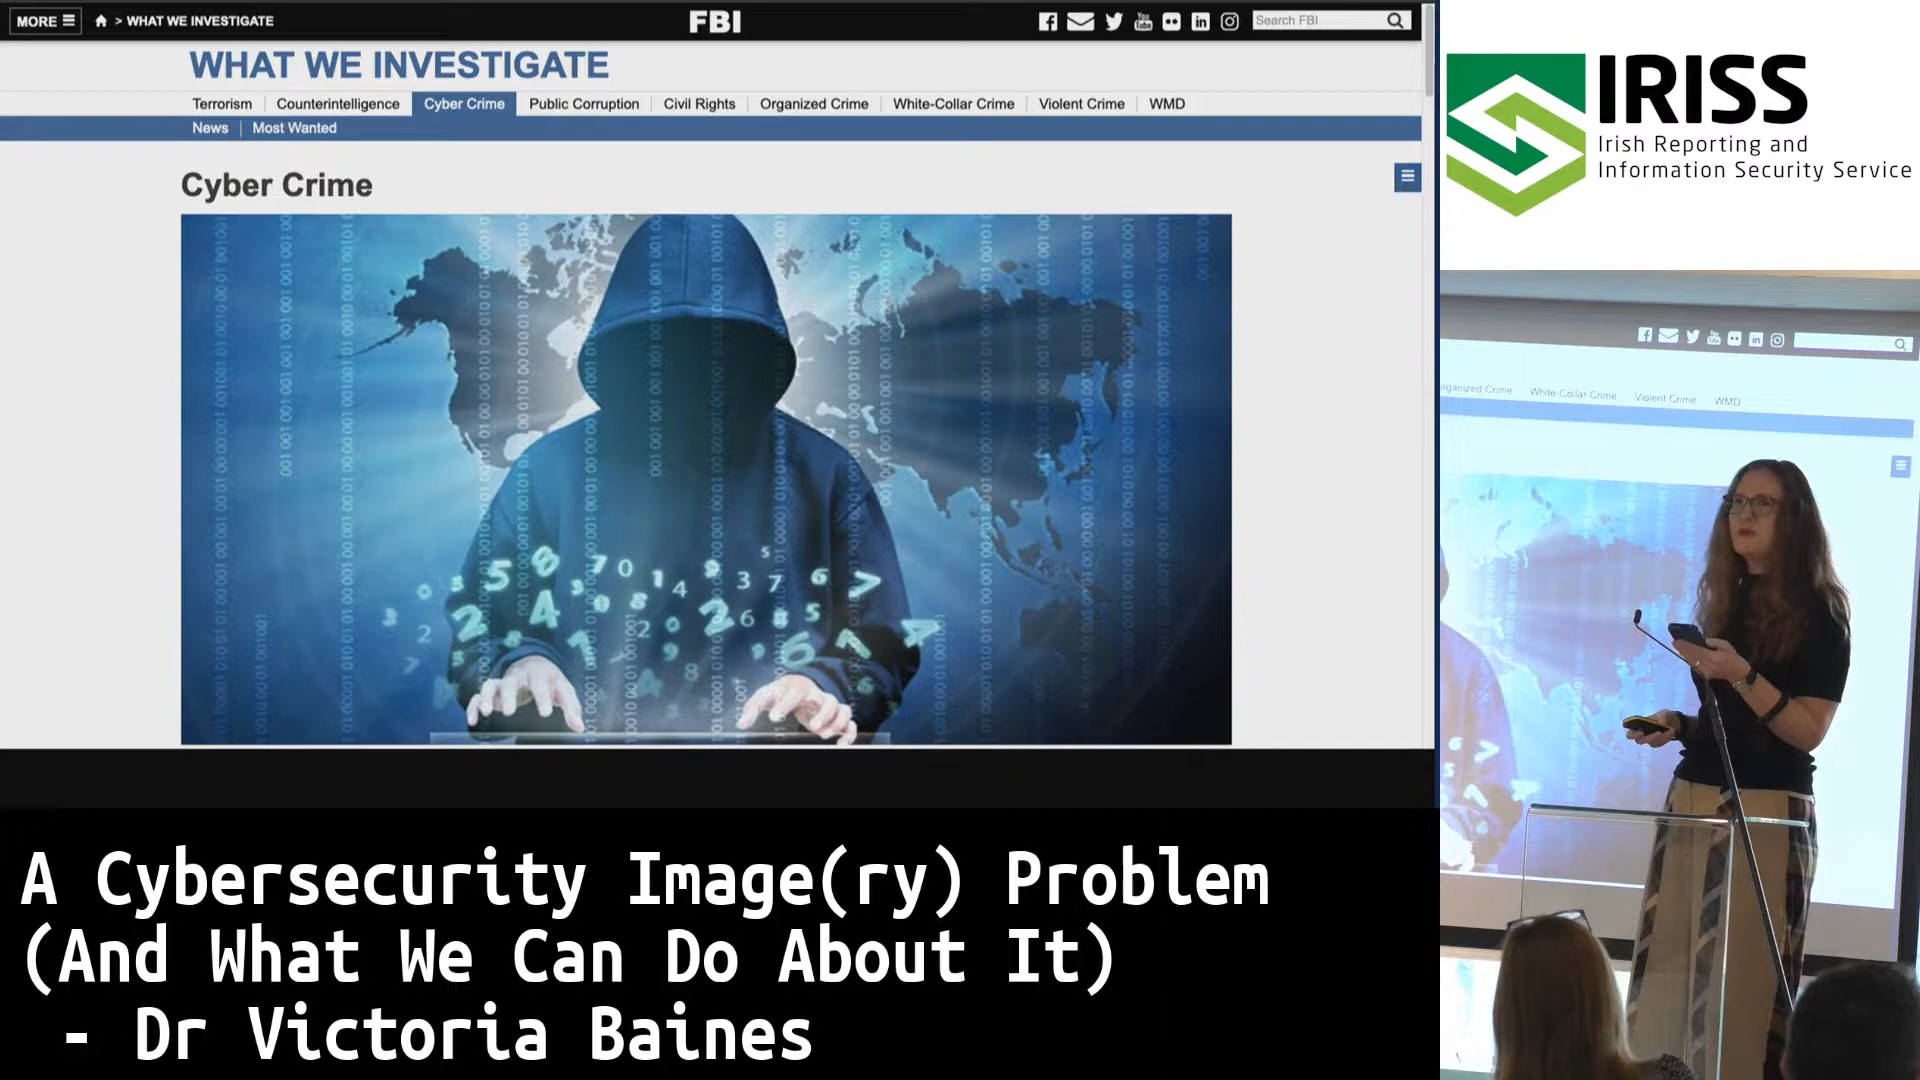 MORE
> WHAT WE INVESTIGATE
FBI
Search FBI
WHAT WE INVESTIGATE
Terrorism
Counterintelligence
Cyber Crime
Public Corruption
Civil Rights
Organized Crime
White-Collar Crime
Violent Crime
WMD
News
Most Wanted
Cyber Crime
IRISS
Irish Reporting and
Information Security Service
Organized Crime
White-Collar Crime
Violent Crime
WMD
A Cybersecurity Image(ry) Problem
(And What We Can Do About It)
- Dr Victoria Baines